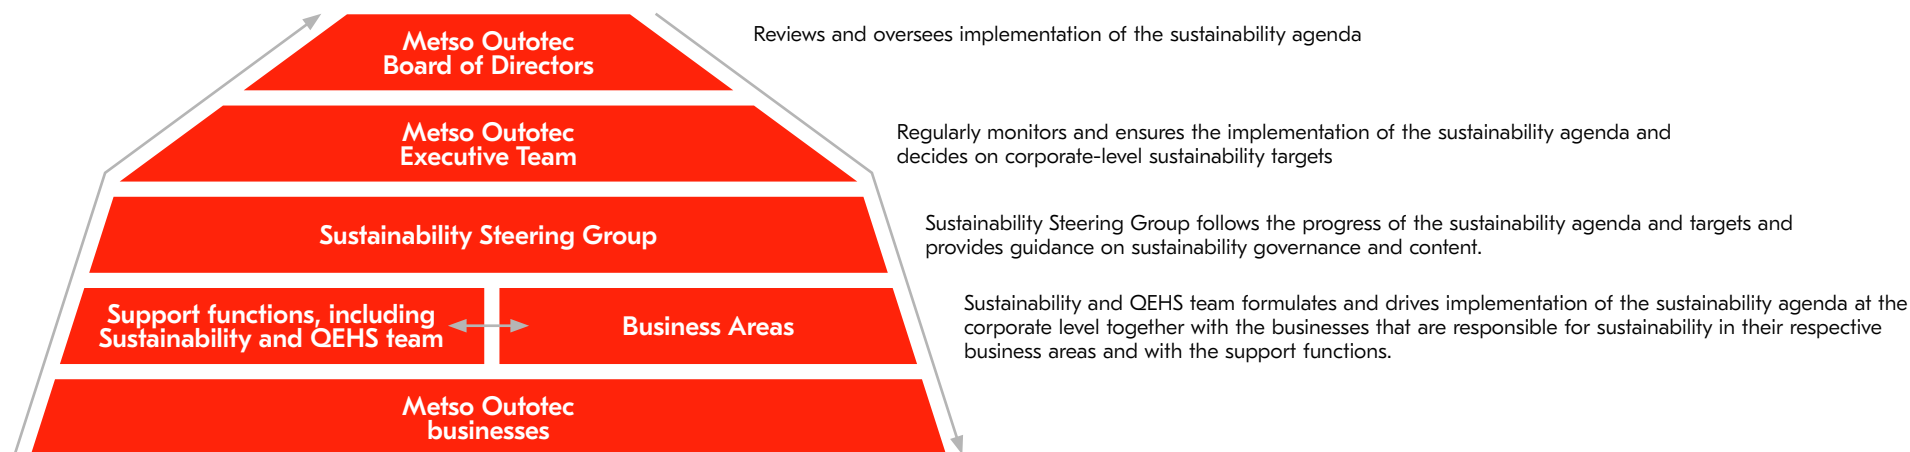 Metso Outotec
Board of Directors
Reviews and oversees implementation of the sustainability agenda
Metso Outotec
Executive Team
Regularly monitors and ensures the implementation of the sustainability agenda and
decides on corporate-level sustainability targets
Sustainability Steering Group
Sustainability Steering Group follows the progress of the sustainability agenda and targets and
provides guidance on sustainability governance and content.
Support functions, including
Sustainability and QEHS team
Business Areas
Sustainability and QEHS team formulates and drives implementation of the sustainability agenda at the
corporate level together with the businesses that are responsible for sustainability in their respective
business areas and with the support functions.
Metso Outotec
businesses